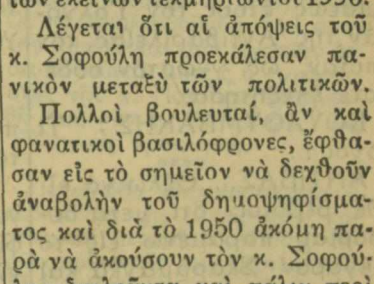 1950.
Λέγεται ὅτι αἱ ἀπόψεις τοῦ
κ. Σοφούλη προεκάλεσαν πα-
νικὸν μεταξὺ τῶν πολιτικῶν.
Πολλοὶ βουλευταί, ἂν καὶ
φανατικοὶ βασιλόφρονες, ἔφθα-
σαν εἰς τὸ σημεῖον νὰ δεχθοῦν
ἀναβολὴν τοῦ δημοψηφίσμα-
τος καὶ διὰ τὸ 1950 ἀκόμη πα-
ρὰ νὰ ἀκούσουν τὸν κ. Σοφού-